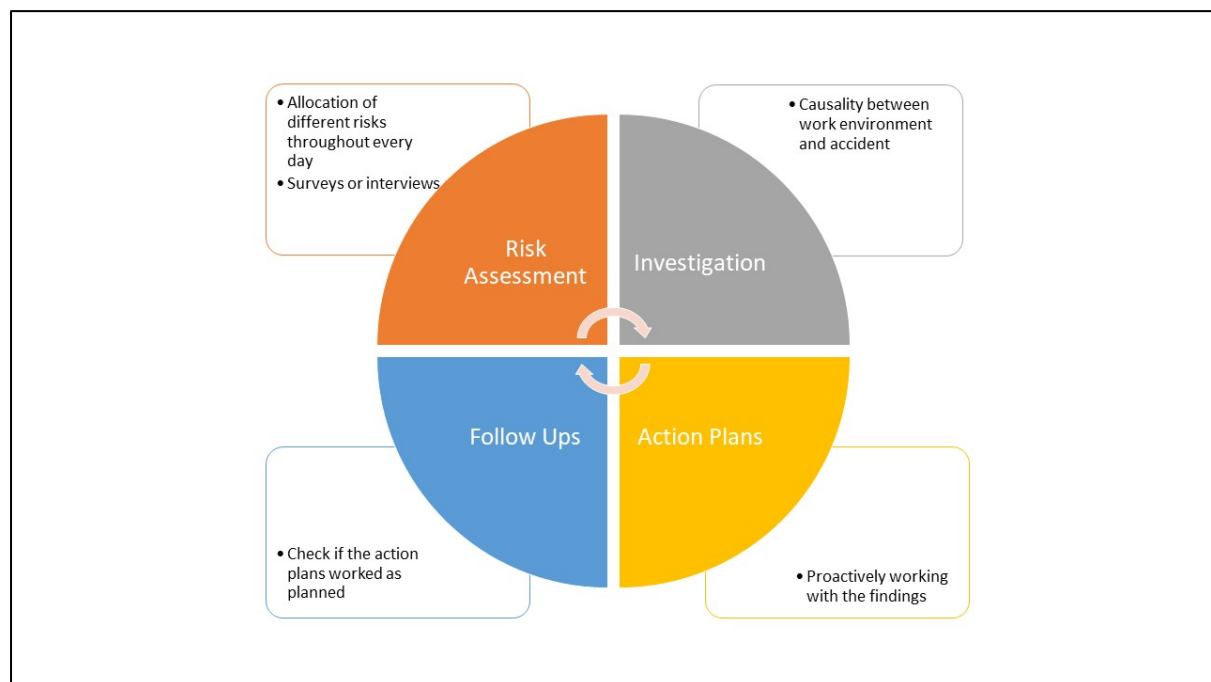 • Allocation of
different risks
throughout every
day
• Surveys or interviews
• Causality between
work environment
and accident
Risk
Assessment
Investigation
Follow Ups
Action Plans
• Check if the action
plans worked as
planned
• Proactively working
with the findings